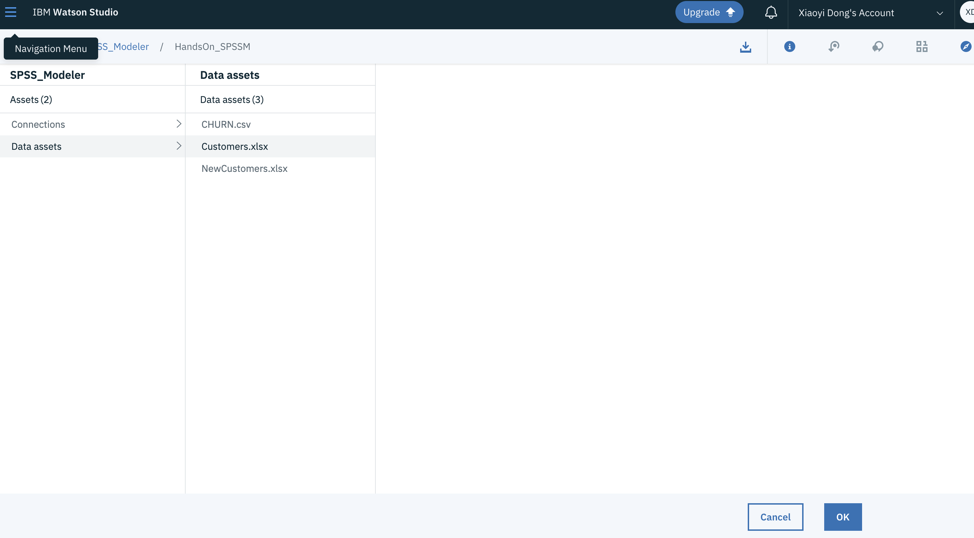 IBM Watson Studio
Upgrade
Xiaoyi Dong's Account
XD
Navigation Menu
SS_Modeler / HandsOn_SPSSM
SPSS_Modeler
Data assets
Assets (2)
Data assets (3)
Connections
CHURN.csv
Data assets
Customers.xlsx
NewCustomers.xlsx
Cancel
OK